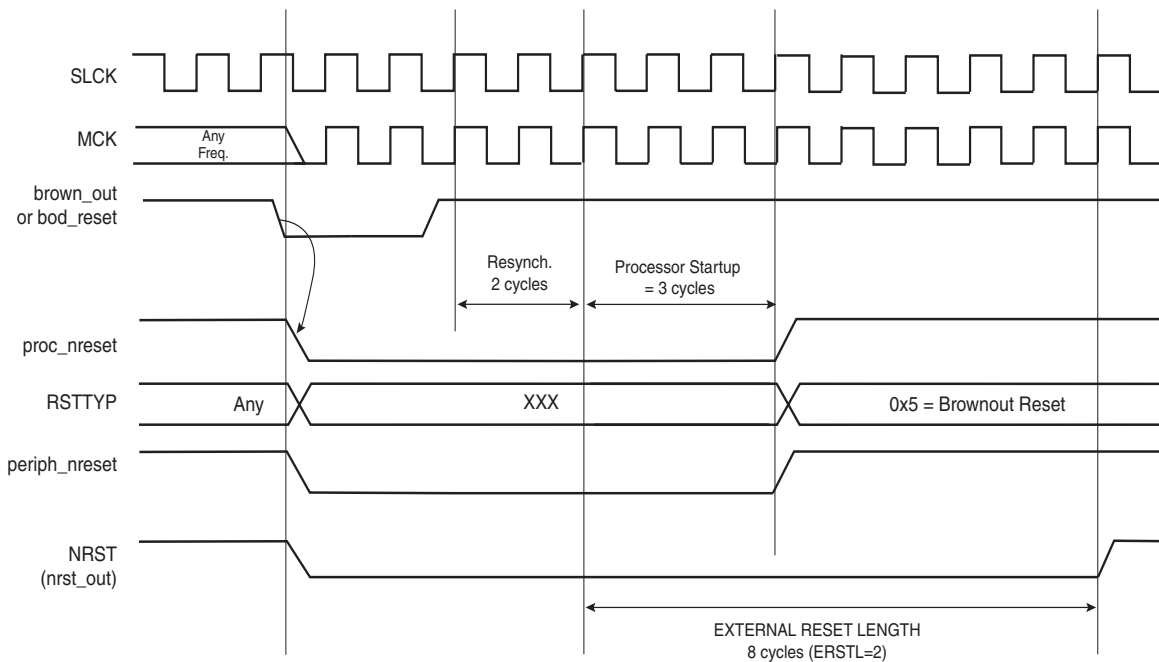 SLCK
MCK
Any
Freq.
brown_out
or bod_reset
Resynch.
2 cycles
Processor Startup
= 3 cycles
proc_nreset
RSTTYP
Any
XXX
0x5 = Brownout Reset
periph_nreset
NRST
(nrst_out)
EXTERNAL RESET LENGTH
8 cycles (ERSTL=2)